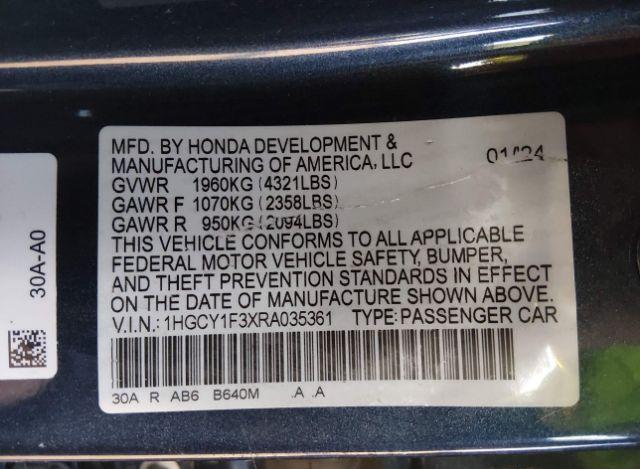 MFD. BY HONDA DEVELOPMENT &
MANUFACTURING OF AMERICA, LLC 01/24
GVWR 1960KG (4321LBS)
GAWR F 1070KG (2358LBS)
GAWR R 950KG (2094LBS)
THIS VEHICLE CONFORMS TO ALL APPLICABLE
FEDERAL MOTOR VEHICLE SAFETY, BUMPER,
AND THEFT PREVENTION STANDARDS IN EFFECT
ON THE DATE OF MANUFACTURE SHOWN ABOVE.
V.I.N.: 1HGCY1F3XRA035361 TYPE: PASSENGER CAR
30A R AB6 B640M .A .A
30A-A0